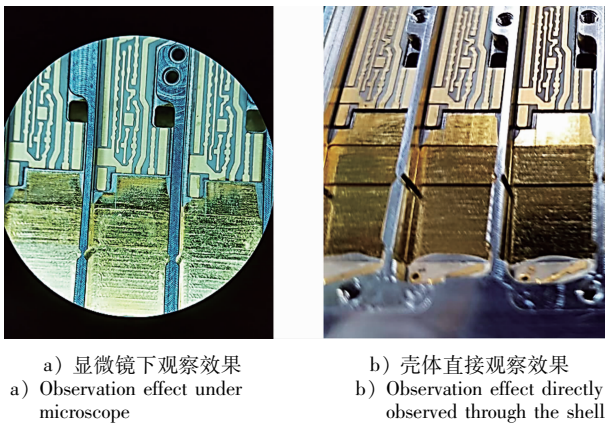 a) 显微镜下观察效果
a) Observation effect under
microscope
b) 壳体直接观察效果
b) Observation effect directly
observed through the shell